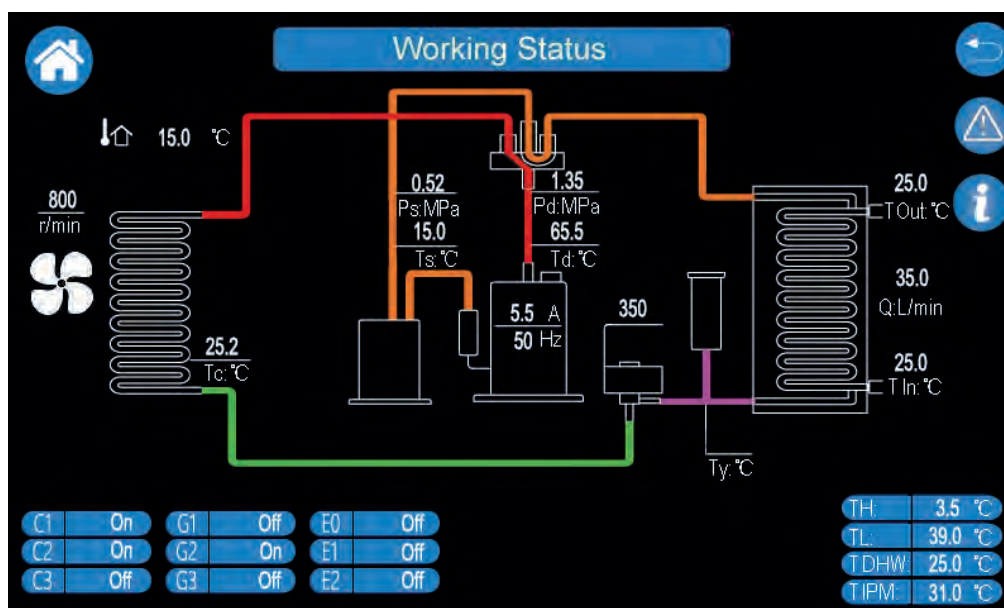 Working Status
15.0 ℃
800
r/min
0.52
Ps:MPa
15.0
Ts:℃
1.35
Pd:MPa
65.5
Td:℃
25.0
TOut:℃
5.5 A
50 Hz
350
35.0
Q:L/min
25.2
Tc:℃
25.0
TIn:℃
Ty:℃
C1 On G1 Off E0 Off
C2 On G2 On E1 Off
C3 Off G3 Off E2 Off
TH: 3.5 ℃
TL: 39.0 ℃
TDHW: 25.0 ℃
TIPM: 31.0 ℃